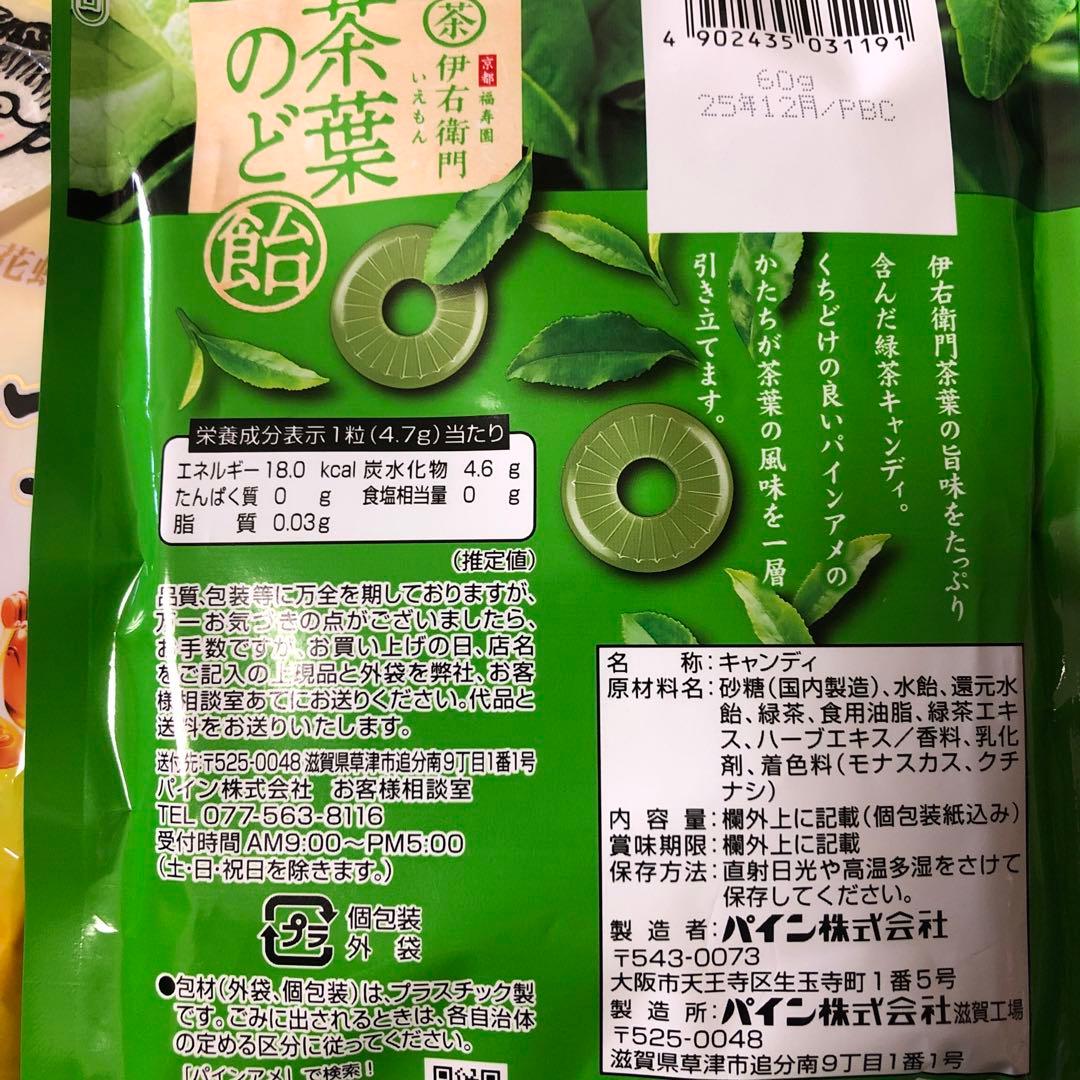 茶葉
のど
飴
茶
伊右衛門
いえもん
京都
福寿園
4 902435 031191
60g
25年12月/PBC
伊右衛門茶葉の旨味をたっぷり
含んだ緑茶キャンディ。
くちどけの良いパインアメの
かたちが茶葉の風味を一層
引き立てます。
栄養成分表示1粒(4.7g)当たり
エネルギー 18.0 kcal 炭水化物 4.6 g
たんぱく質 0 g 食塩相当量 0 g
脂質 0.03g
(推定値)
品質、包装等に万全を期しておりますが、
万一お気づきの点がございましたら、
お手数ですが、お買い上げの日、店名
をご記入の上現品と外袋を弊社、お客
様相談室あてにお送りください。代品と
送料をお送りいたします。
送付先:〒525-0048 滋賀県草津市追分南9丁目1番1号
パイン株式会社 お客様相談室
TEL 077-563-8116
受付時間 AM9:00〜PM5:00
(土・日・祝日を除きます。)
プラ
個包装
外 袋
●包材(外袋、個包装)は、プラスチック製
です。ごみに出されるときは、各自治体
の定める区分に従ってください。
「パインアメ」で検索!
名称:キャンディ
原材料名:砂糖(国内製造)、水飴、還元水
飴、緑茶、食用油脂、緑茶エキ
ス、ハーブエキス/香料、乳化
剤、着色料(モナスカス、クチ
ナシ)
内容量:欄外上に記載(個包装紙込み)
賞味期限:欄外上に記載
保存方法:直射日光や高温多湿をさけて
保存してください。
製造者:パイン株式会社
〒543-0073
大阪市天王寺区生玉寺町1番5号
製造所:パイン株式会社滋賀工場
〒525-0048
滋賀県草津市追分南9丁目1番1号